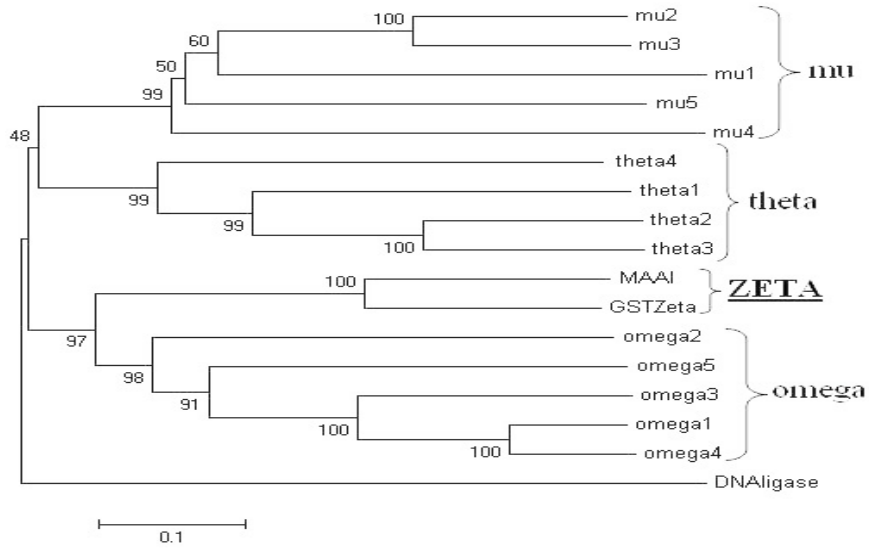 100
mu2
mu3
60
mu1
mu
50
mu5
99
mu4
48
theta4
99
theta1
theta
99
theta2
100
theta3
100
MAAI
ZETA
GSTZeta
97
omega2
98
omega5
91
omega3
omega
100
omega1
100
omega4
DNAligase
0.1